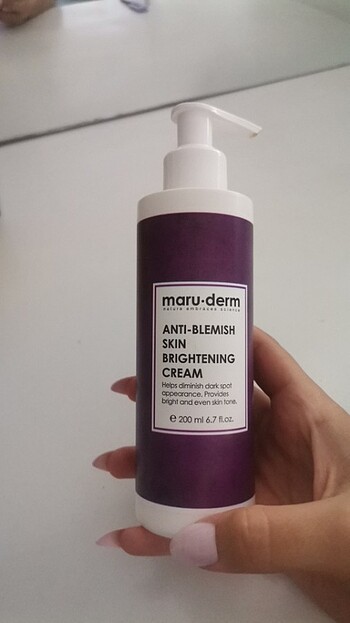 maru·derm
nature embraces science
ANTI-BLEMISH
SKIN
BRIGHTENING
CREAM
Helps diminish dark spot
appearance. Provides
bright and even skin tone.
℮ 200 ml 6.7 fl.oz.